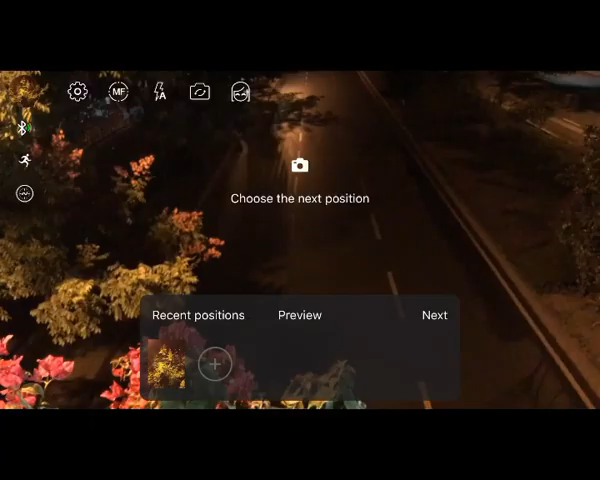 MF
A
Choose the next position
Recent positions
Preview
Next